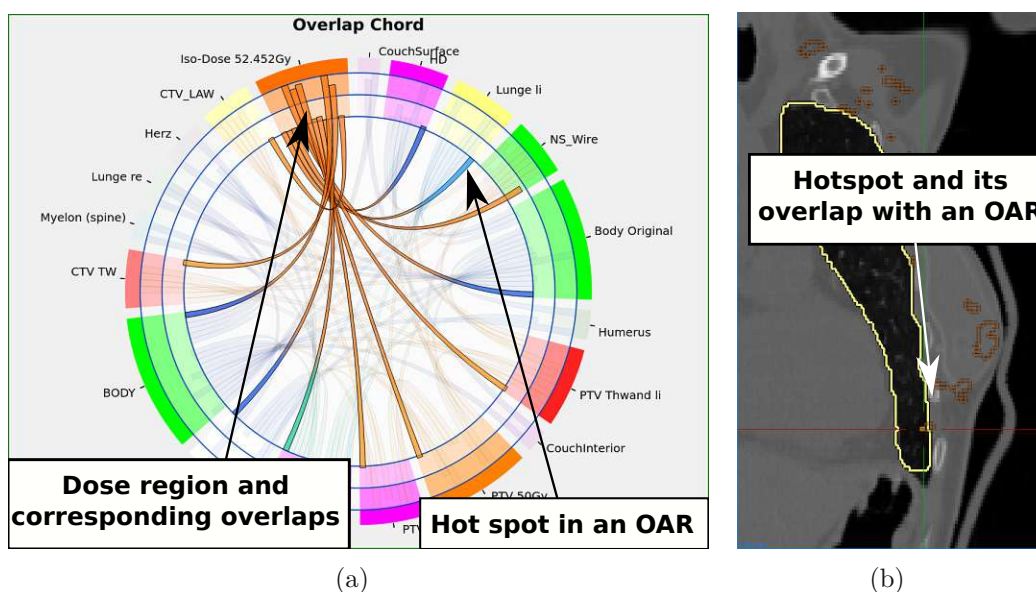 Overlap Chord
Iso-Dose 52.452Gy
CouchSurface
HD
CTV_LAW
Lunge li
Herz
NS_Wire
Lunge re
Myelon (spine)
Body Original
CTV TW
Humerus
BODY
PTV Thwand li
CouchInterior
PTV 50Gy
PTV
Dose region and
corresponding overlaps
Hot spot in an OAR
(a)
Hotspot and its
overlap with an OAR
(b)